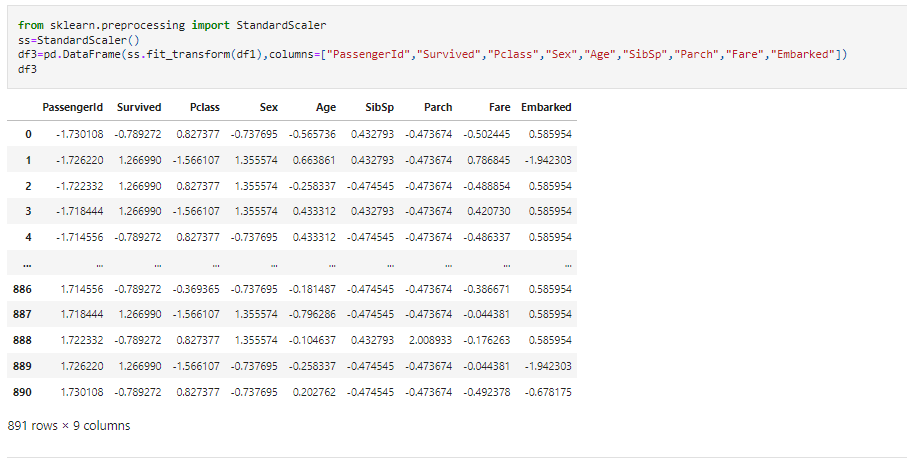 from sklearn.preprocessing import StandardScaler
ss=StandardScaler()
df3=pd.DataFrame(ss.fit_transform(df1),columns=["PassengerId","Survived","Pclass","Sex","Age","SibSp","Parch","Fare","Embarked"])
df3
PassengerId Survived Pclass Sex Age SibSp Parch Fare Embarked
0 -1.730108 -0.789272 0.827377 -0.737695 -0.565736 0.432793 -0.473674 -0.502445 0.585954
1 -1.726220 1.266990 -1.566107 1.355574 0.663861 0.432793 -0.473674 0.786845 -1.942303
2 -1.722332 1.266990 0.827377 1.355574 -0.258337 -0.474545 -0.473674 -0.488854 0.585954
3 -1.718444 1.266990 -1.566107 1.355574 0.433312 0.432793 -0.473674 0.420730 0.585954
4 -1.714556 -0.789272 0.827377 -0.737695 0.433312 -0.474545 -0.473674 -0.486337 0.585954
... ... ... ... ... ... ... ... ... ...
886 1.714556 -0.789272 -0.369365 -0.737695 -0.181487 -0.474545 -0.473674 -0.386671 0.585954
887 1.718444 1.266990 -1.566107 1.355574 -0.796286 -0.474545 -0.473674 -0.044381 0.585954
888 1.722332 -0.789272 0.827377 1.355574 -0.104637 0.432793 2.008933 -0.176263 0.585954
889 1.726220 1.266990 -1.566107 -0.737695 -0.258337 -0.474545 -0.473674 -0.044381 -1.942303
890 1.730108 -0.789272 0.827377 -0.737695 0.202762 -0.474545 -0.473674 -0.492378 -0.678175
891 rows × 9 columns